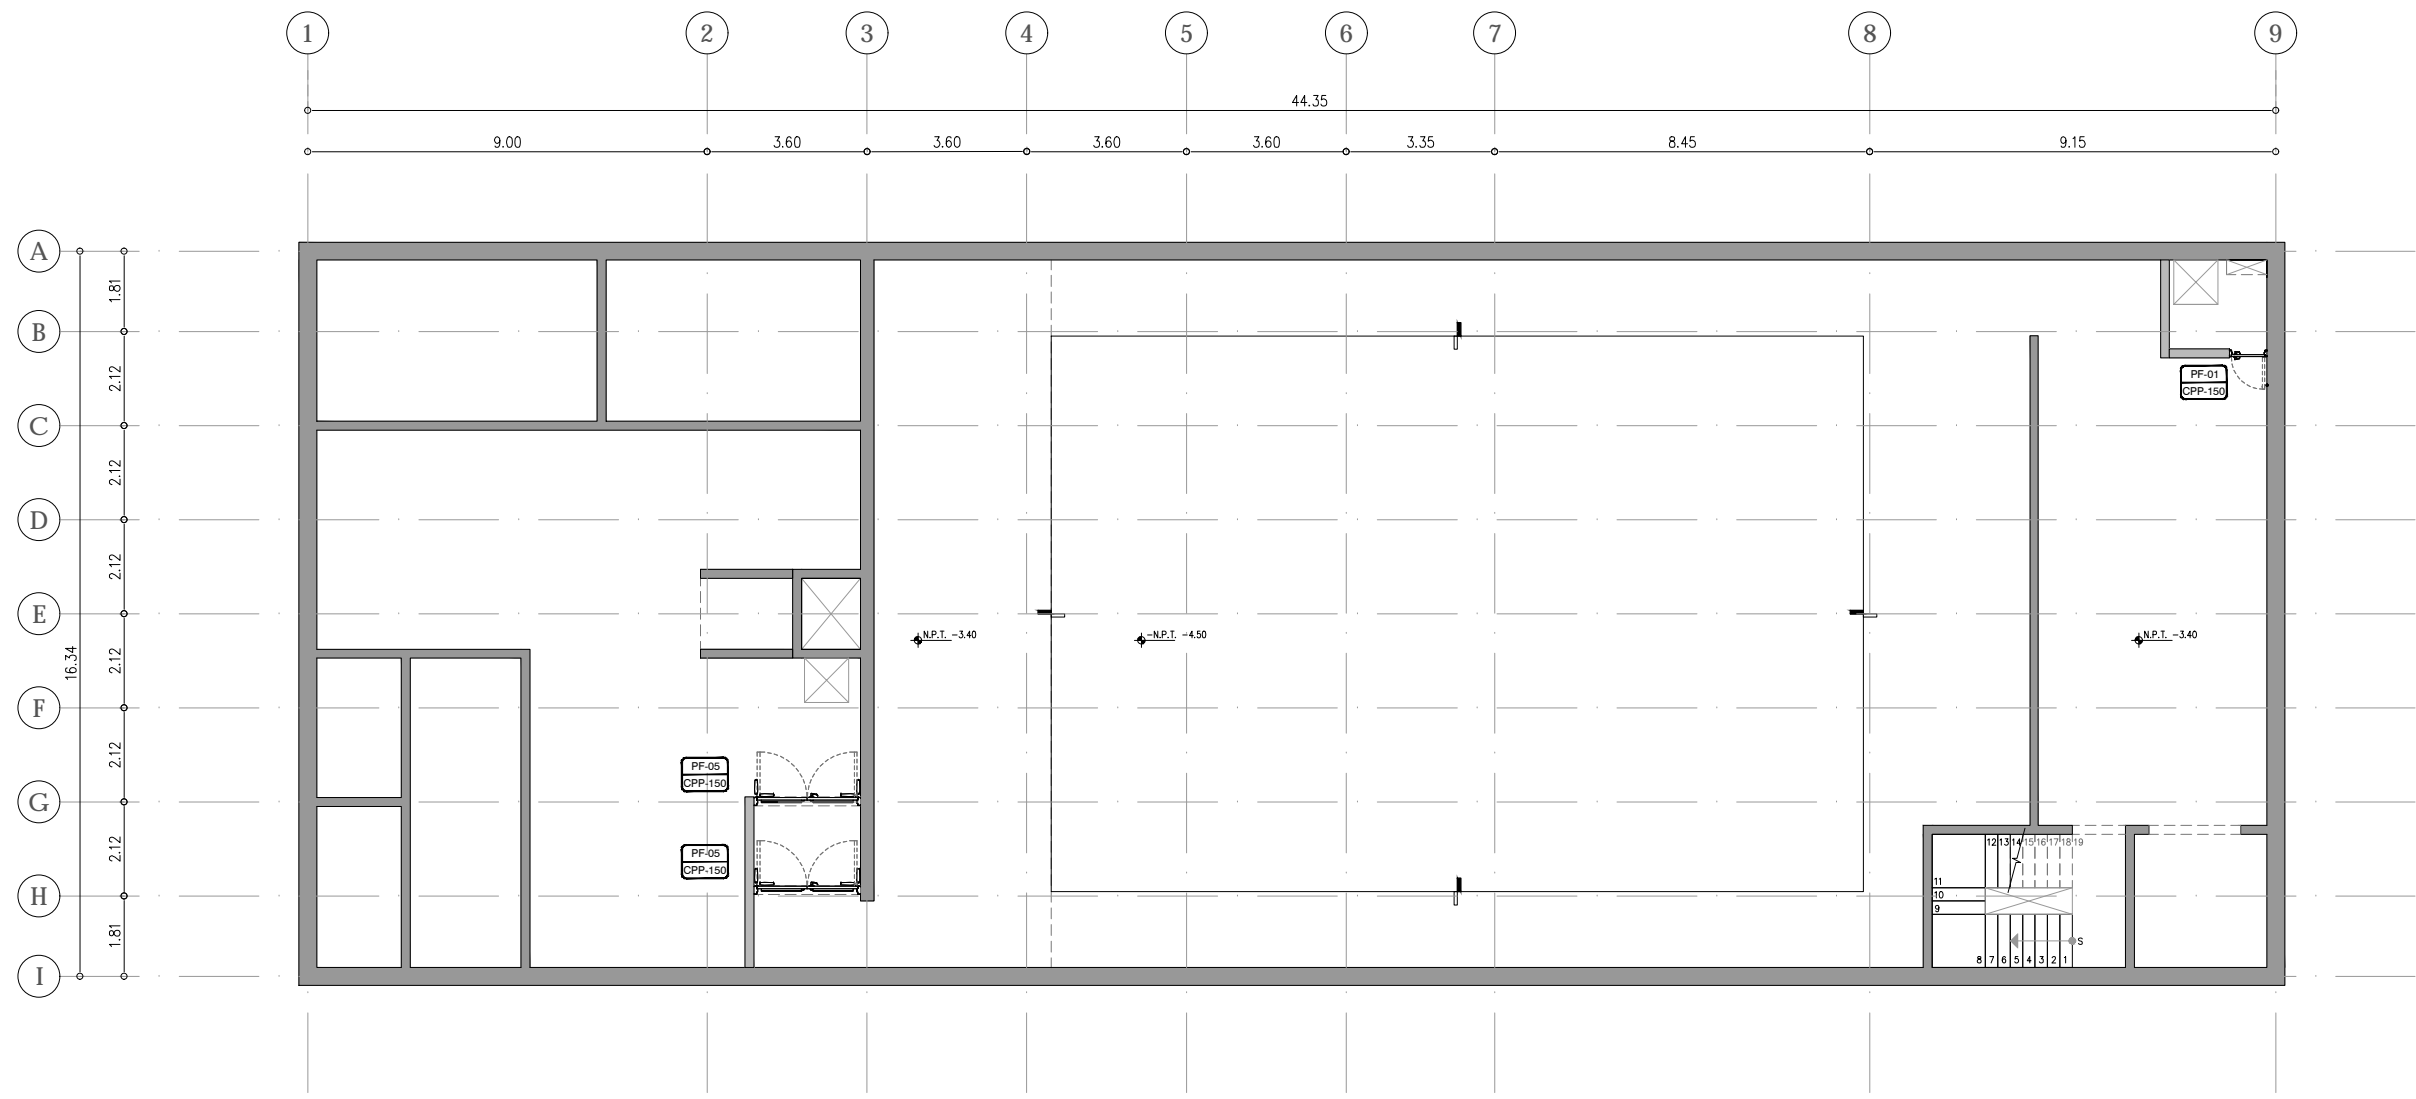 1 2 3 4 5 6 7 8 9
44.35
9.00 3.60 3.60 3.60 3.60 3.35 8.45 9.15
A
1.81
B
2.12
C
2.12
D
2.12
E
2.12
F
2.12
G
2.12
H
1.81
I
16.34
PF-01
CPP-150
N.P.T. -3.40
-N.P.T. -4.50
N.P.T. -3.40
PF-05
CPP-150
PF-05
CPP-150
12 13 14 15 16 17 18 19
11
10
9
S
8 7 6 5 4 3 2 1